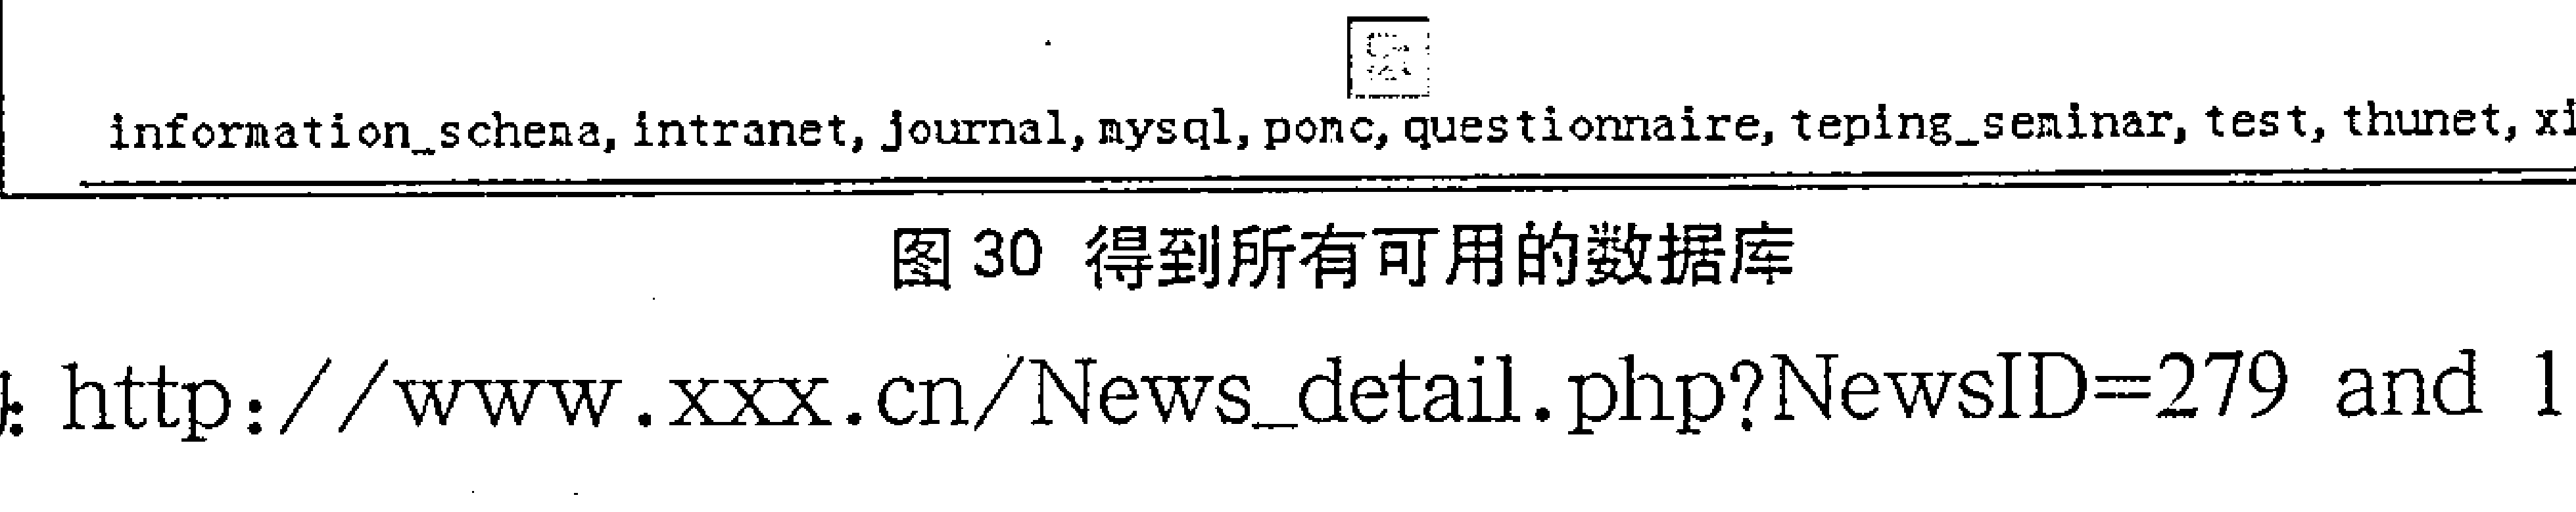 information_schema, intranet, journal, mysql, pomc, questionnaire, teping_seminar, test, thunet,
图 30 得到所有可用的数据库
http://www.xxx.cn/News_detail.php?NewsID=279 and 1